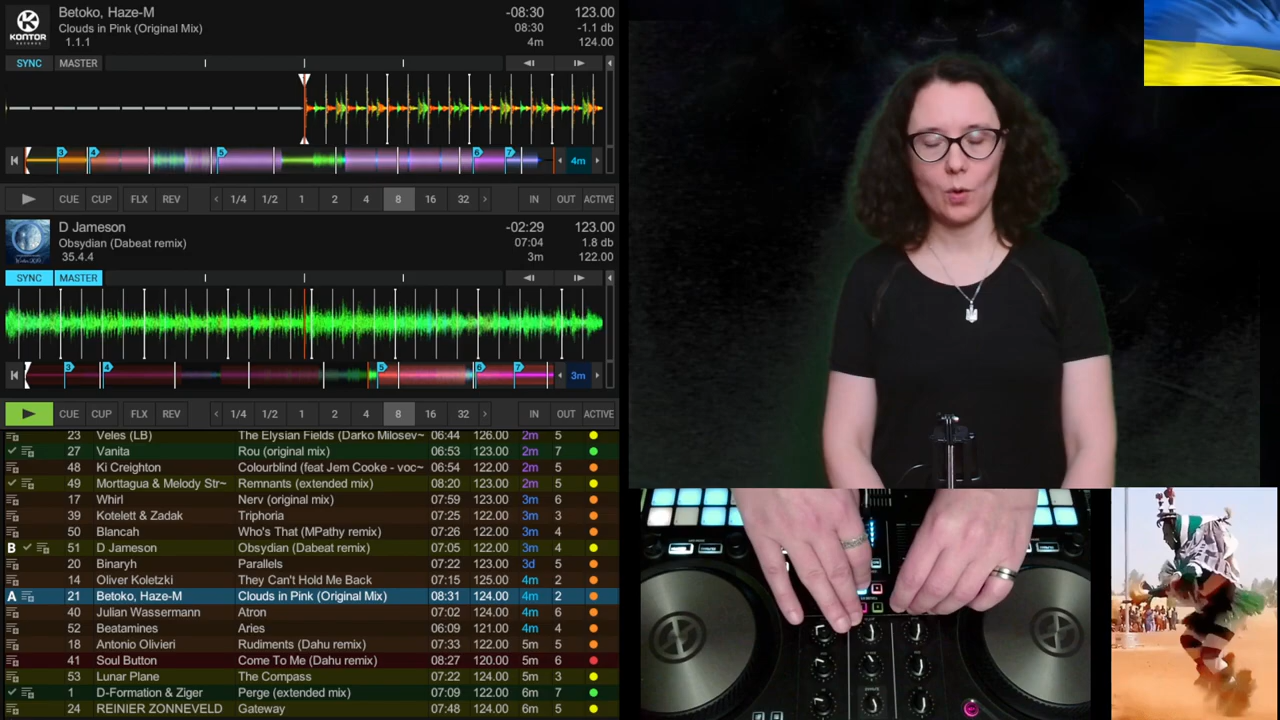 KONTOR
RECORDS
Betoko, Haze-M
Clouds in Pink (Original Mix)
1.1.1
-08:30
08:30
4m
123.00
-1.1 db
124.00
SYNC MASTER
3 4 5 6 7 4m
CUE CUP FLX REV 1/4 1/2 1 2 4 8 16 32 IN OUT ACTIVE
D Jameson
Obsydian (Dabeat remix)
35.4.4
-02:29
07:04
3m
123.00
1.8 db
122.00
SYNC MASTER
3 4 5 6 7 3m
CUE CUP FLX REV 1/4 1/2 1 2 4 8 16 32 IN OUT ACTIVE
23 Veles (LB) The Elysian Fields (Darko Milosev~ 06:44 126.00 2m 5
27 Vanita Rou (original mix) 06:53 123.00 2m 7
48 Ki Creighton Colourblind (feat Jem Cooke - voc~ 06:54 122.00 2m 5
49 Morttagua & Melody Str~ Remnants (extended mix) 08:20 123.00 2m 5
17 Whirl Nerv (original mix) 07:59 123.00 3m 6
39 Kotelett & Zadak Triphoria 07:25 122.00 3m 3
50 Blancah Who's That (MPathy remix) 07:26 122.00 3m 4
B 51 D Jameson Obsydian (Dabeat remix) 07:05 122.00 3m 4
20 Binaryh Parallels 07:22 123.00 3d 5
14 Oliver Koletzki They Can't Hold Me Back 07:15 125.00 4m 2
A 21 Betoko, Haze-M Clouds in Pink (Original Mix) 08:31 124.00 4m 2
40 Julian Wassermann Atron 07:02 124.00 4m 6
52 Beatamines Aries 06:09 121.00 4m 4
18 Antonio Olivieri Rudiments (Dahu remix) 07:33 122.00 5m 5
41 Soul Button Come To Me (Dahu remix) 08:27 120.00 5m 6
53 Lunar Plane The Compass 07:22 124.00 5m 3
1 D-Formation & Ziger Perge (extended mix) 07:09 122.00 6m 7
24 REINIER ZONNEVELD Gateway 07:48 124.00 6m 5